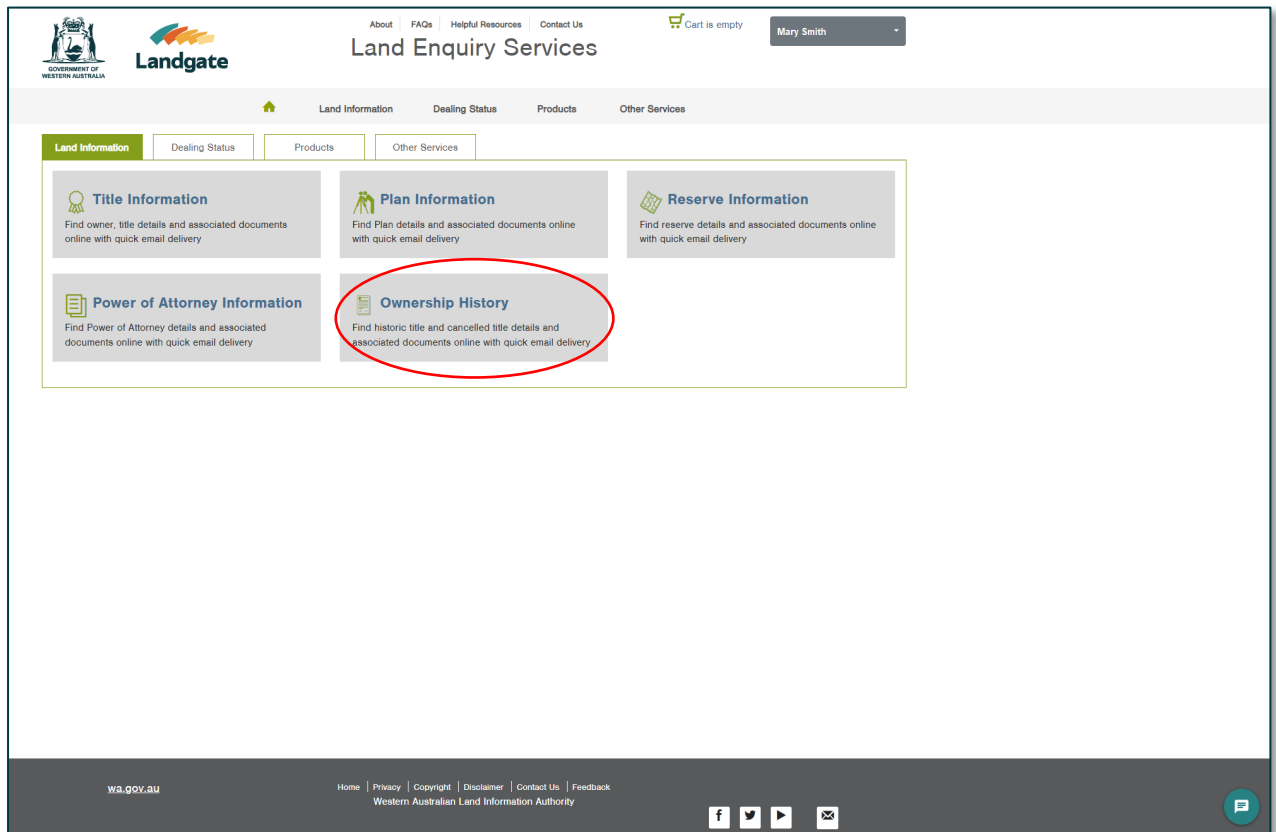 About FAQs Helpful Resources Contact Us
Cart is empty
Mary Smith
GOVERNMENT OF
WESTERN AUSTRALIA
Landgate
Land Enquiry Services
Land Information Dealing Status Products Other Services
Land Information Dealing Status Products Other Services
Title Information
Find owner, title details and associated documents
online with quick email delivery
Plan Information
Find Plan details and associated documents online
with quick email delivery
Reserve Information
Find reserve details and associated documents online
with quick email delivery
Power of Attorney Information
Find Power of Attorney details and associated
documents online with quick email delivery
Ownership History
Find historic title and cancelled title details and
associated documents online with quick email delivery
wa.gov.au
Home | Privacy | Copyright | Disclaimer | Contact Us | Feedback
Western Australian Land Information Authority